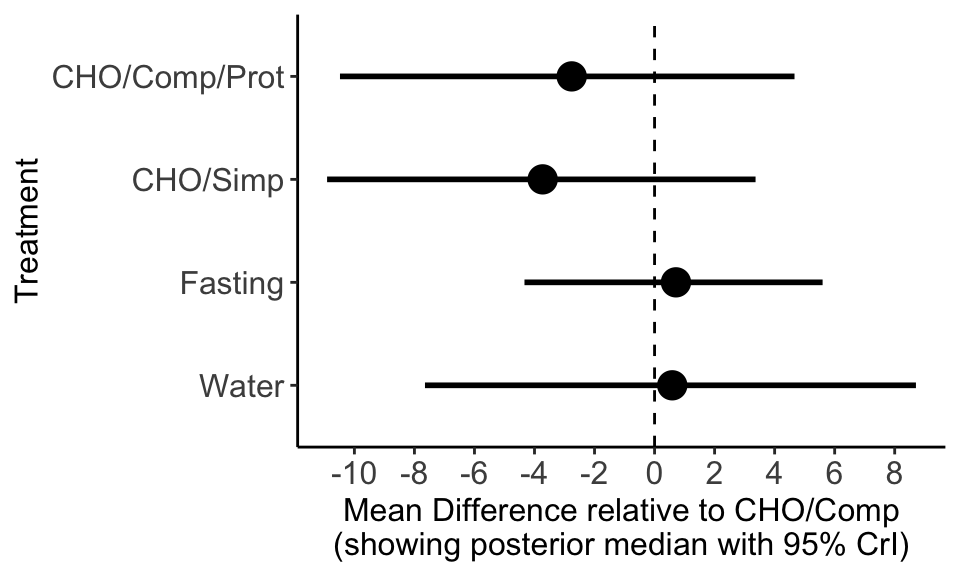 Treatment
CHO/Comp/Prot
CHO/Simp
Fasting
Water
-10 -8 -6 -4 -2 0 2 4 6 8
Mean Difference relative to CHO/Comp
(showing posterior median with 95% CrI)